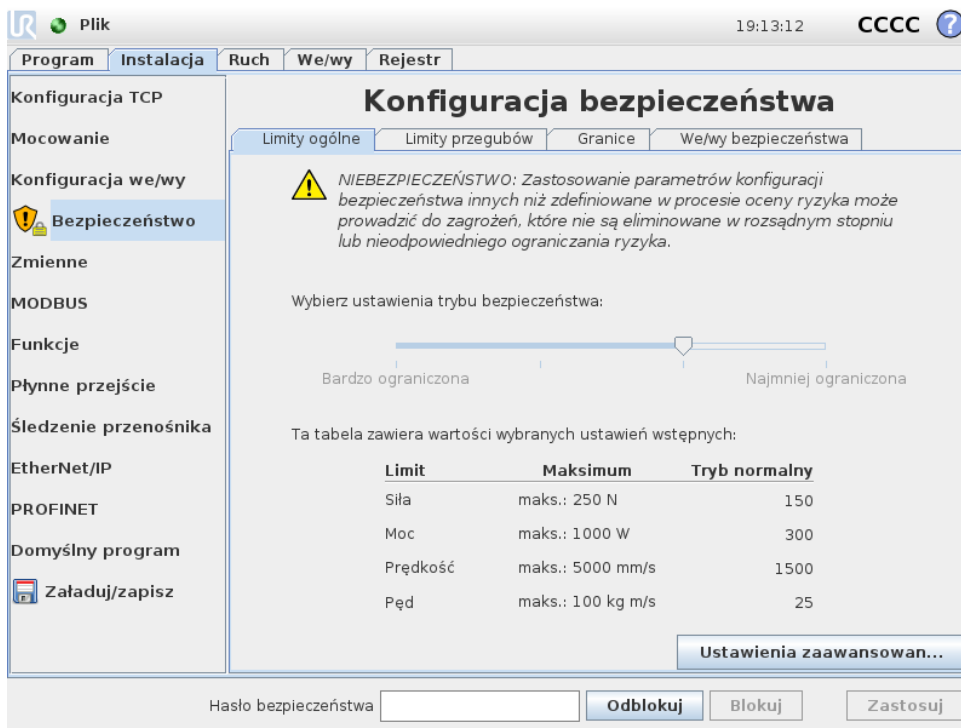 UR Plik 19:13:12 CCCC ?
Program Instalacja Ruch We/wy Rejestr
Konfiguracja TCP
Mocowanie
Konfiguracja we/wy
Bezpieczeństwo
Zmienne
MODBUS
Funkcje
Płynne przejście
Śledzenie przenośnika
EtherNet/IP
PROFINET
Domyślny program
Załaduj/zapisz
Konfiguracja bezpieczeństwa
Limity ogólne Limity przegubów Granice We/wy bezpieczeństwa
NIEBEZPIECZEŃSTWO: Zastosowanie parametrów konfiguracji
bezpieczeństwa innych niż zdefiniowane w procesie oceny ryzyka może
prowadzić do zagrożeń, które nie są eliminowane w rozsądnym stopniu
lub nieodpowiedniego ograniczania ryzyka.
Wybierz ustawienia trybu bezpieczeństwa:
Bardzo ograniczona Najmniej ograniczona
Ta tabela zawiera wartości wybranych ustawień wstępnych:
Limit Maksimum Tryb normalny
Siła maks.: 250 N 150
Moc maks.: 1000 W 300
Prędkość maks.: 5000 mm/s 1500
Pęd maks.: 100 kg m/s 25
Ustawienia zaawansowan...
Hasło bezpieczeństwa Odblokuj Blokuj Zastosuj